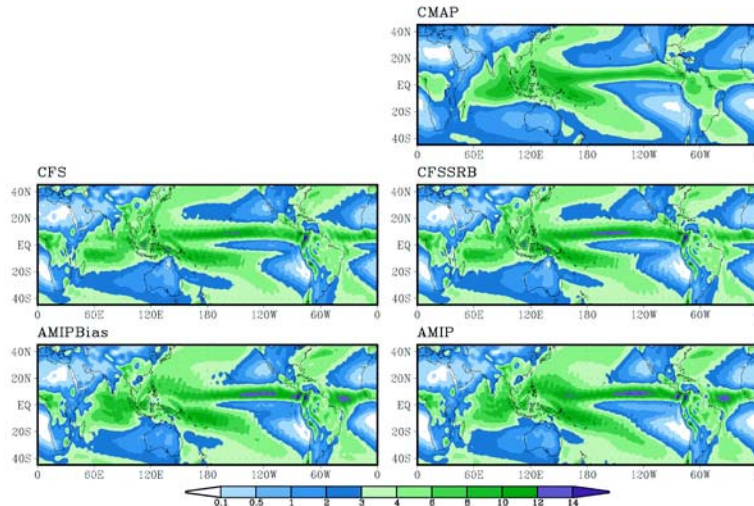 CMAP
40N
20N
EQ
20S
40S
0 60E 120E 180 120W 60W
CFS CFSSRB
40N 40N
20N 20N
EQ EQ
20S 20S
40S 40S
0 60E 120E 180 120W 60W 0 0 60E 120E 180 120W 60W
AMIPBias AMIP
40N 40N
20N 20N
EQ EQ
20S 20S
40S 40S
0 60E 120E 180 120W 60W 0 0 60E 120E 180 120W 60W
0.1 0.5 1 2 3 4 6 8 10 12 14